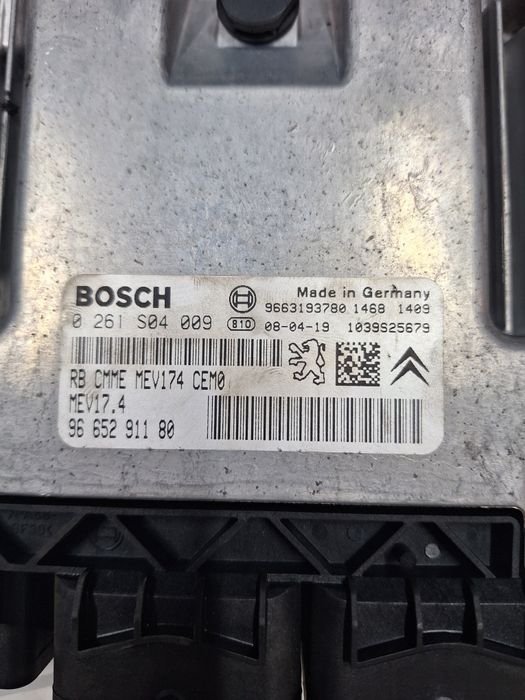 BOSCH
Made in Germany
9663193780 1468 1409
0 261 S04 009 810 08-04-19 1039S25679
RB CMME MEV174 CEM0
MEV17.4
96 652 911 80